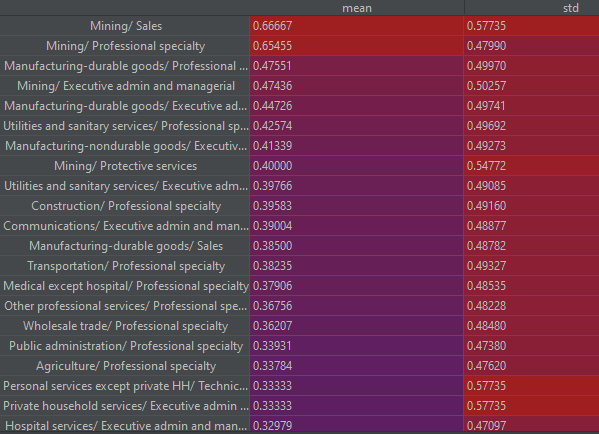 mean std
Mining/ Sales 0.66667 0.57735
Mining/ Professional specialty 0.65455 0.47990
Manufacturing-durable goods/ Professional ... 0.47551 0.49970
Mining/ Executive admin and managerial 0.47436 0.50257
Manufacturing-durable goods/ Executive ad... 0.44726 0.49741
Utilities and sanitary services/ Professional sp... 0.42574 0.49692
Manufacturing-nondurable goods/ Executiv... 0.41339 0.49273
Mining/ Protective services 0.40000 0.54772
Utilities and sanitary services/ Executive adm... 0.39766 0.49085
Construction/ Professional specialty 0.39583 0.49160
Communications/ Executive admin and man... 0.39004 0.48877
Manufacturing-durable goods/ Sales 0.38500 0.48782
Transportation/ Professional specialty 0.38235 0.49327
Medical except hospital/ Professional specialty 0.37906 0.48535
Other professional services/ Professional spe... 0.36756 0.48228
Wholesale trade/ Professional specialty 0.36207 0.48480
Public administration/ Professional specialty 0.33931 0.47380
Agriculture/ Professional specialty 0.33784 0.47620
Personal services except private HH/ Technic... 0.33333 0.57735
Private household services/ Executive admin ... 0.33333 0.57735
Hospital services/ Executive admin and man... 0.32979 0.47097